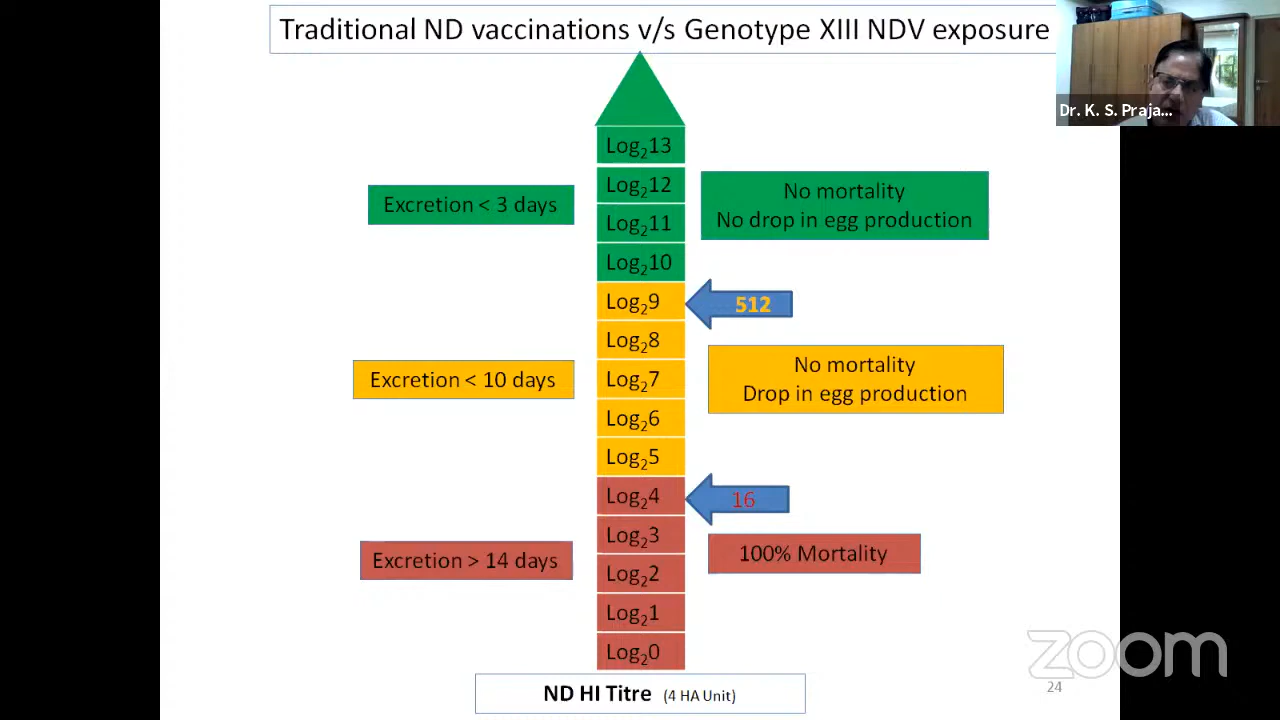 Traditional ND vaccinations v/s Genotype XIII NDV exposure
Dr. K. S. Praja...
Log₂13
Log₂12
Log₂11
Log₂10
Log₂9
Log₂8
Log₂7
Log₂6
Log₂5
Log₂4
Log₂3
Log₂2
Log₂1
Log₂0
Excretion < 3 days
No mortality
No drop in egg production
512
Excretion < 10 days
No mortality
Drop in egg production
16
Excretion > 14 days
100% Mortality
ND HI Titre (4 HA Unit)
zoom
24